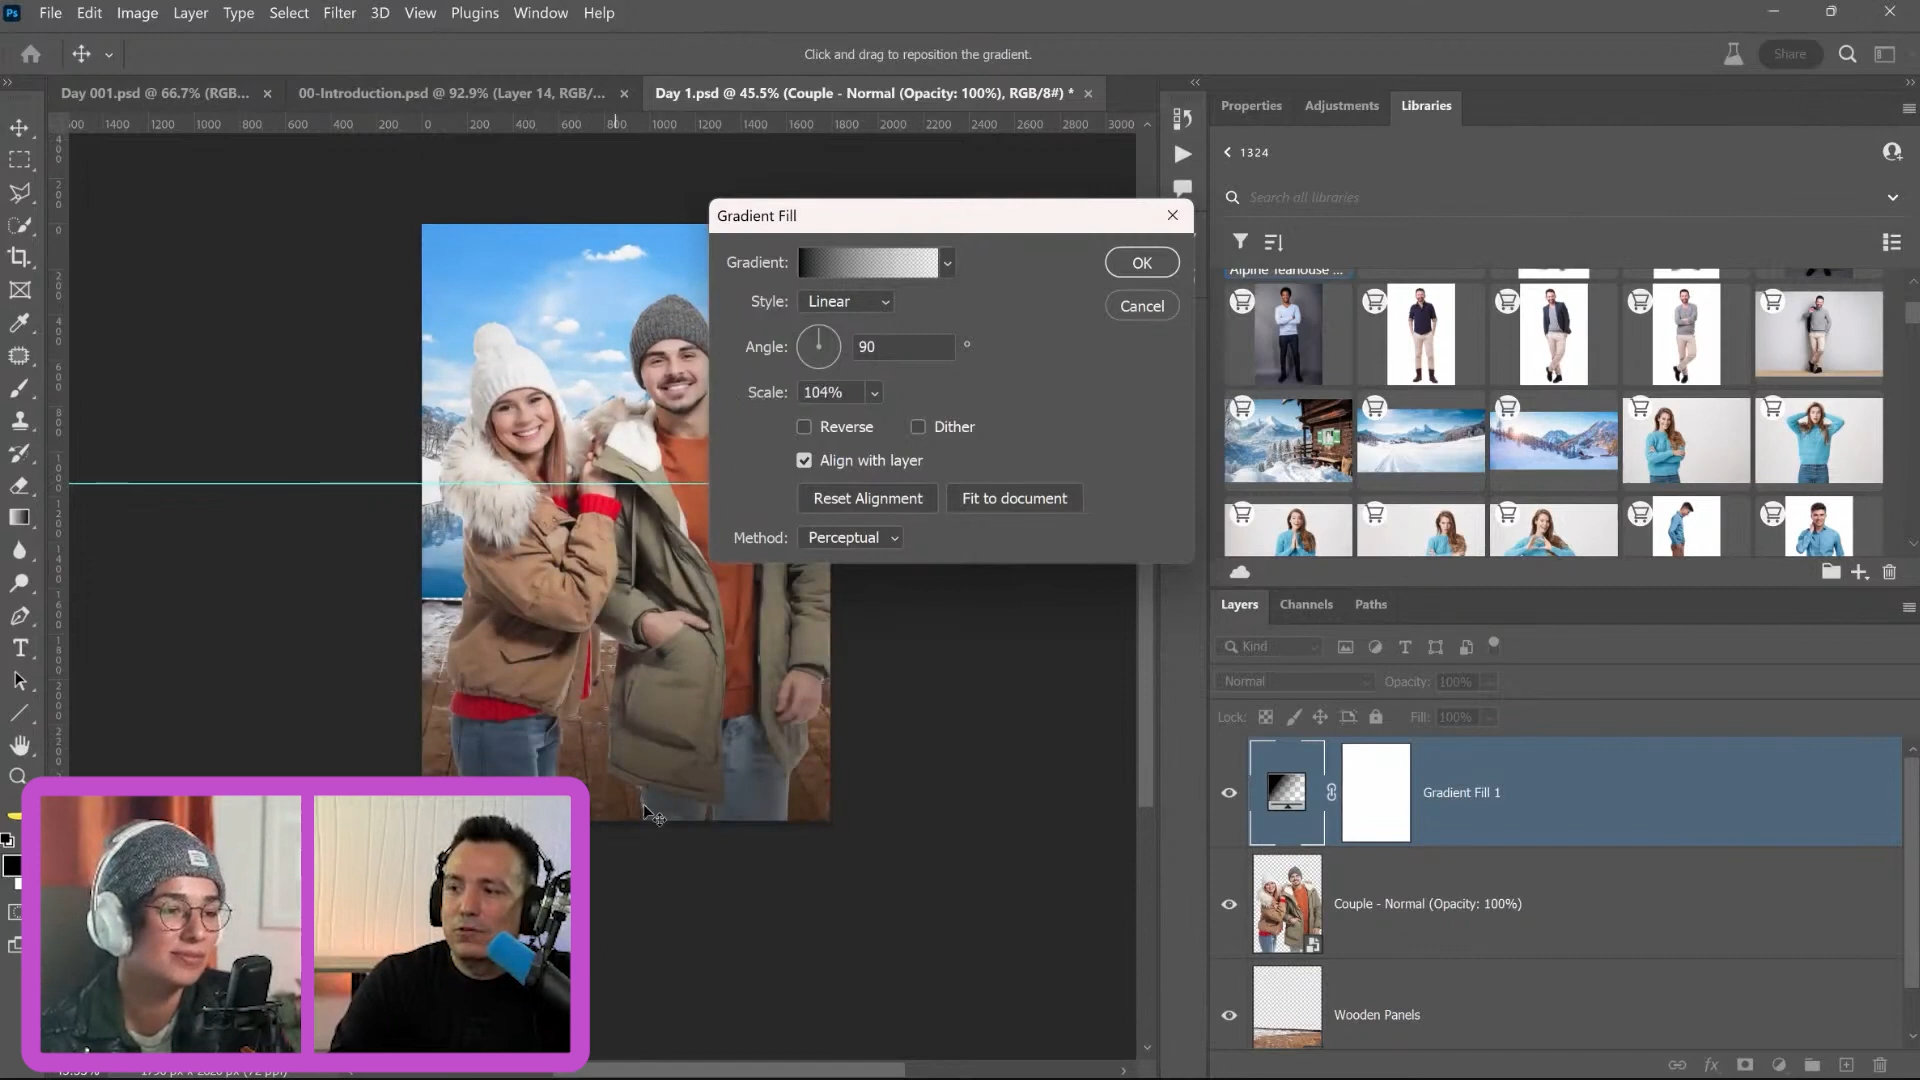 Ps File Edit Image Layer Type Select Filter 3D View Plugins Window Help
Click and drag to reposition the gradient.
Share
Day 001.psd @ 66.7% (RGB...
00-Introduction.psd @ 92.9% (Layer 14, RGB/...
Day 1.psd @ 45.5% (Couple - Normal (Opacity: 100%), RGB/8#) *
1400 1200 1000 800 600 400 200 0 200 400 600 800 1000 1200 1400 1600 1800 2000 2200 2400 2600 2800 3000
Properties Adjustments Libraries
1324
Search all libraries
Alpine Teahouse ...
Gradient Fill
Gradient:
OK
Style: Linear
Cancel
Angle: 90 °
Scale: 104%
Reverse Dither
Align with layer
Reset Alignment Fit to document
Method: Perceptual
Layers Channels Paths
Kind
Normal Opacity: 100%
Lock: Fill: 100%
Gradient Fill 1
Couple - Normal (Opacity: 100%)
Wooden Panels